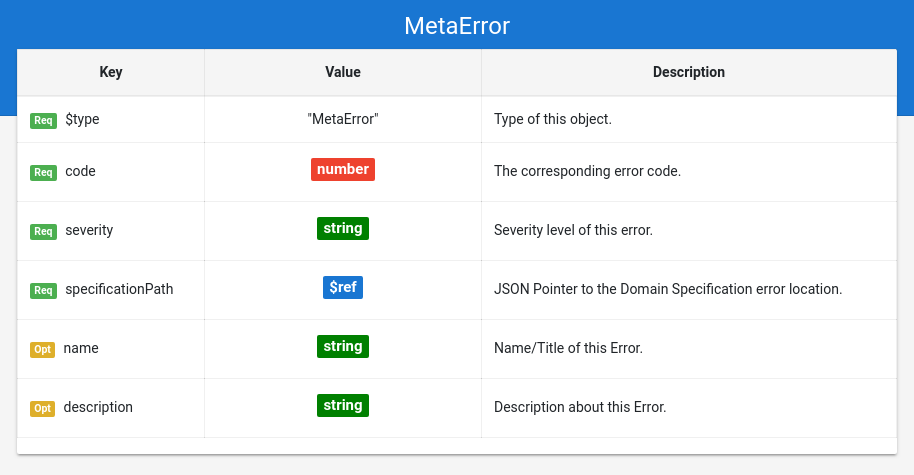 MetaError
Key Value Description
Req $type "MetaError" Type of this object.
Req code number The corresponding error code.
Req severity string Severity level of this error.
Req specificationPath $ref JSON Pointer to the Domain Specification error location.
Opt name string Name/Title of this Error.
Opt description string Description about this Error.